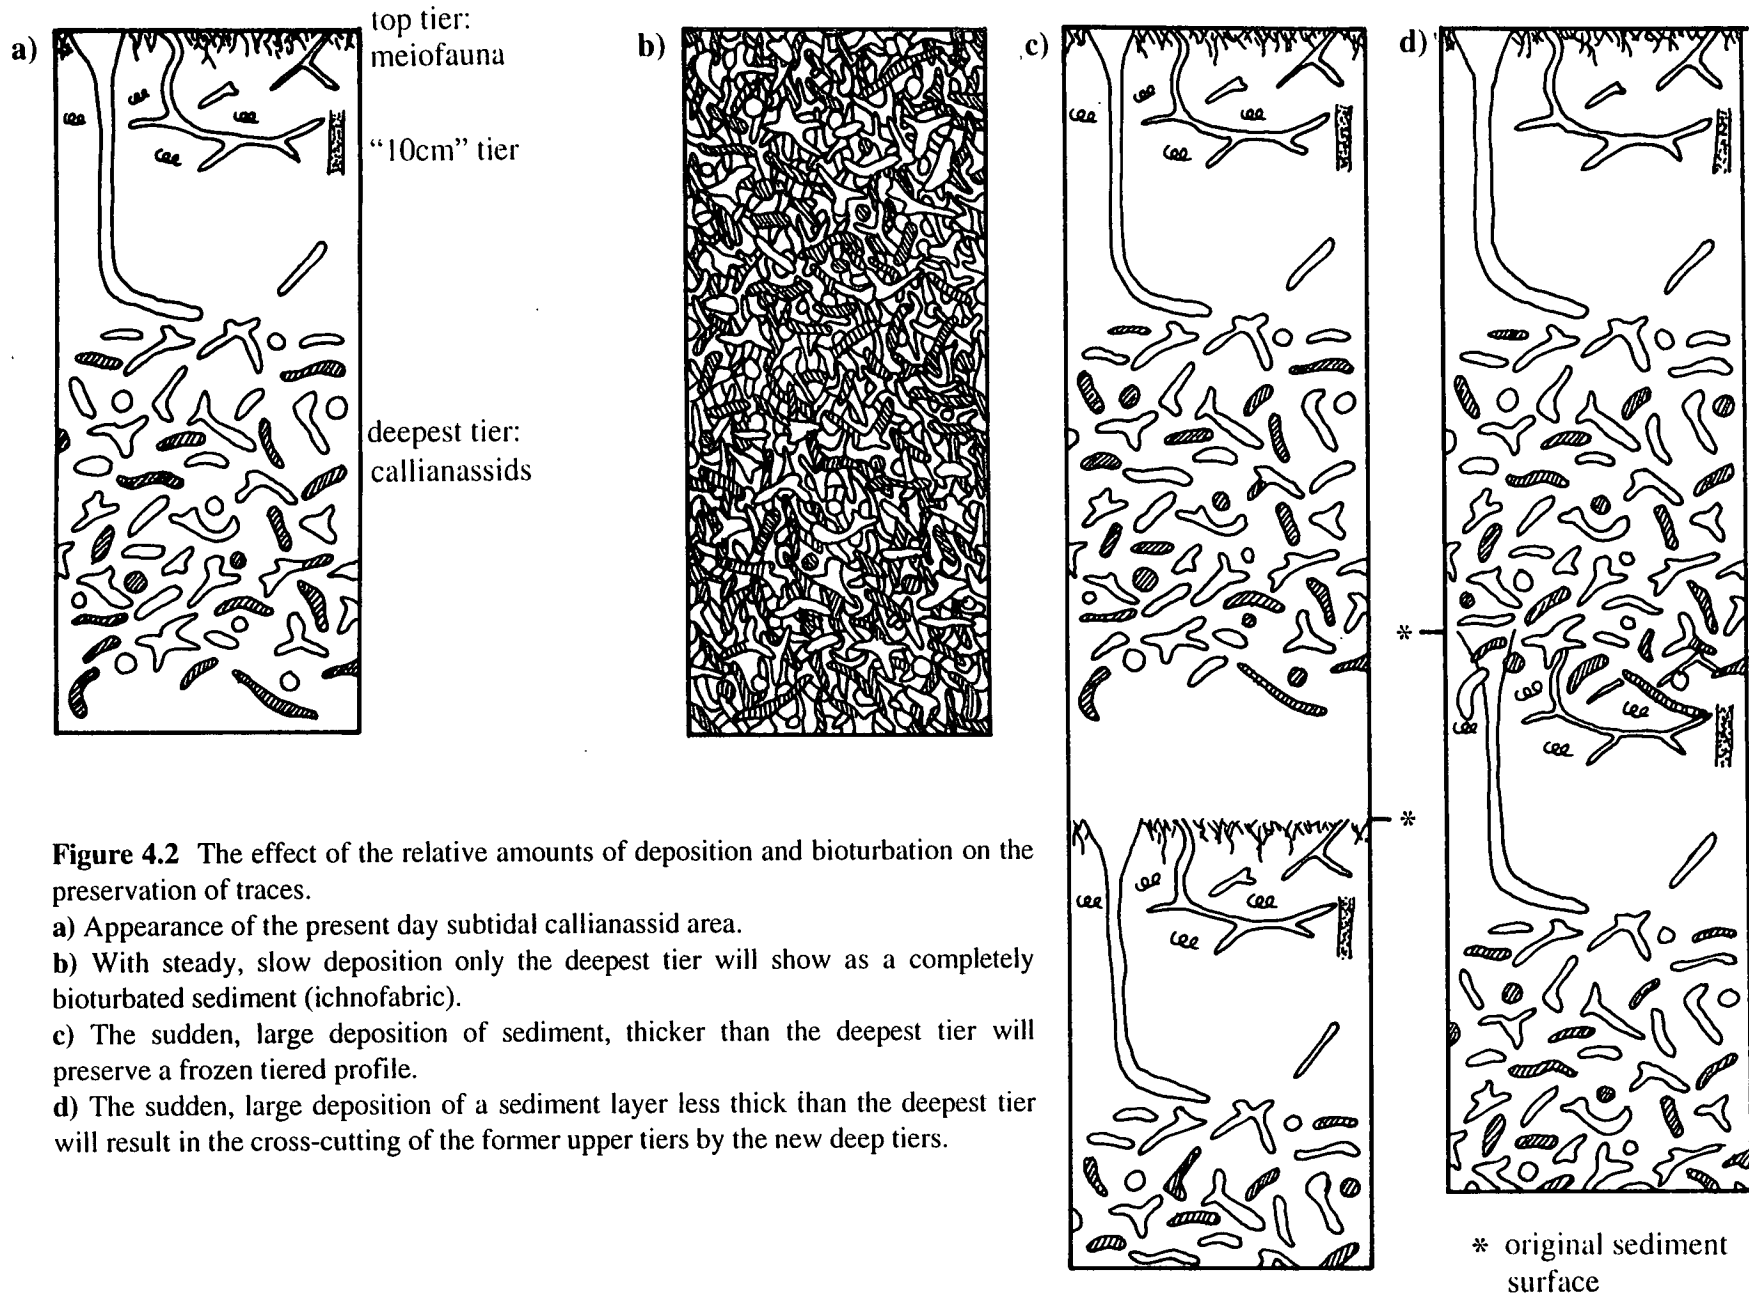 a)
top tier:
meiofauna
“10cm” tier
deepest tier:
callianassids
b)
c)
d)
*
*
Figure 4.2 The effect of the relative amounts of deposition and bioturbation on the
preservation of traces.
a) Appearance of the present day subtidal callianassid area.
b) With steady, slow deposition only the deepest tier will show as a completely
bioturbated sediment (ichnofabric).
c) The sudden, large deposition of sediment, thicker than the deepest tier will
preserve a frozen tiered profile.
d) The sudden, large deposition of a sediment layer less thick than the deepest tier
will result in the cross-cutting of the former upper tiers by the new deep tiers.
* original sediment
surface